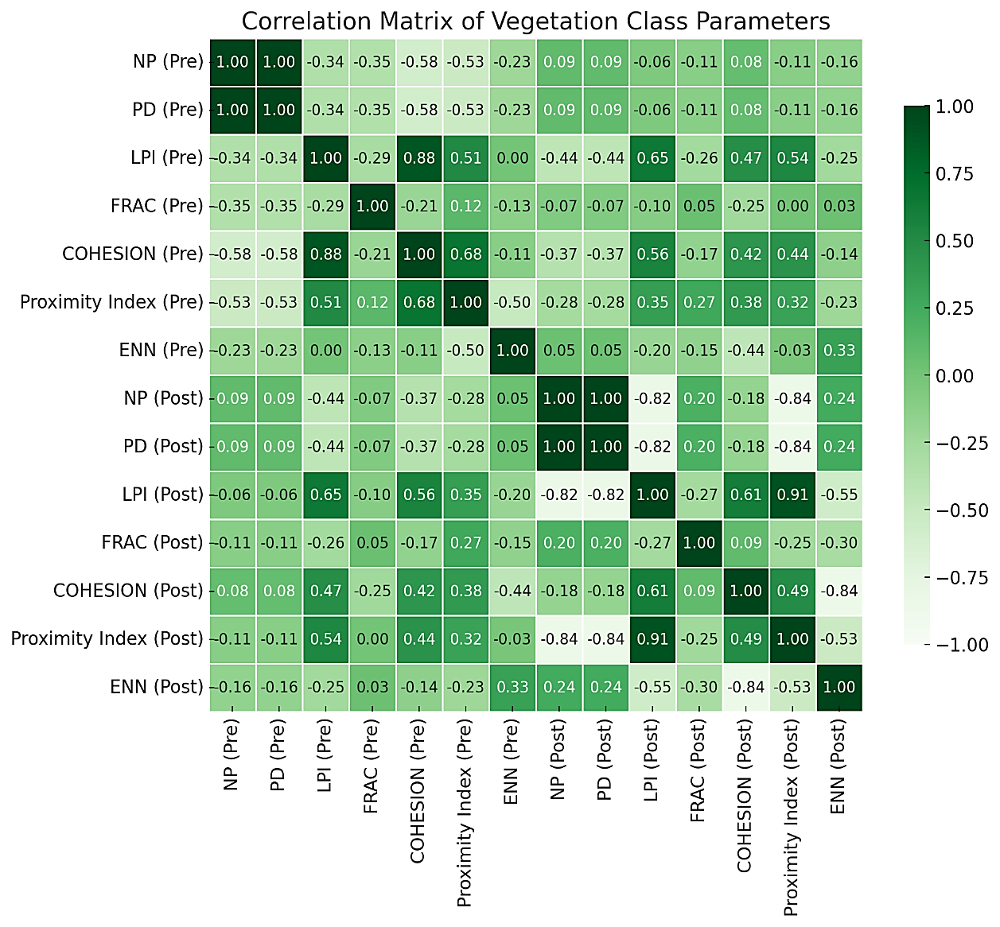 Correlation Matrix of Vegetation Class Parameters
NP (Pre) 1.00 1.00 -0.34 -0.35 -0.58 -0.53 -0.23 0.09 0.09 -0.06 -0.11 0.08 -0.11 -0.16
PD (Pre) 1.00 1.00 -0.34 -0.35 -0.58 -0.53 -0.23 0.09 0.09 -0.06 -0.11 0.08 -0.11 -0.16
LPI (Pre) -0.34 -0.34 1.00 -0.29 0.88 0.51 0.00 -0.44 -0.44 0.65 -0.26 0.47 0.54 -0.25
FRAC (Pre) -0.35 -0.35 -0.29 1.00 -0.21 0.12 -0.13 -0.07 -0.07 -0.10 0.05 -0.25 0.00 0.03
COHESION (Pre) -0.58 -0.58 0.88 -0.21 1.00 0.68 -0.11 -0.37 -0.37 0.56 -0.17 0.42 0.44 -0.14
Proximity Index (Pre) -0.53 -0.53 0.51 0.12 0.68 1.00 -0.50 -0.28 -0.28 0.35 0.27 0.38 0.32 -0.23
ENN (Pre) -0.23 -0.23 0.00 -0.13 -0.11 -0.50 1.00 0.05 0.05 -0.20 -0.15 -0.44 -0.03 0.33
NP (Post) 0.09 0.09 -0.44 -0.07 -0.37 -0.28 0.05 1.00 1.00 -0.82 0.20 -0.18 -0.84 0.24
PD (Post) 0.09 0.09 -0.44 -0.07 -0.37 -0.28 0.05 1.00 1.00 -0.82 0.20 -0.18 -0.84 0.24
LPI (Post) -0.06 -0.06 0.65 -0.10 0.56 0.35 -0.20 -0.82 -0.82 1.00 -0.27 0.61 0.91 -0.55
FRAC (Post) -0.11 -0.11 -0.26 0.05 -0.17 0.27 -0.15 0.20 0.20 -0.27 1.00 0.09 -0.25 -0.30
COHESION (Post) 0.08 0.08 0.47 -0.25 0.42 0.38 -0.44 -0.18 -0.18 0.61 0.09 1.00 0.49 -0.84
Proximity Index (Post) -0.11 -0.11 0.54 0.00 0.44 0.32 -0.03 -0.84 -0.84 0.91 -0.25 0.49 1.00 -0.53
ENN (Post) -0.16 -0.16 -0.25 0.03 -0.14 -0.23 0.33 0.24 0.24 -0.55 -0.30 -0.84 -0.53 1.00
NP (Pre)
PD (Pre)
LPI (Pre)
FRAC (Pre)
COHESION (Pre)
Proximity Index (Pre)
ENN (Pre)
NP (Post)
PD (Post)
LPI (Post)
FRAC (Post)
COHESION (Post)
Proximity Index (Post)
ENN (Post)
1.00
0.75
0.50
0.25
0.00
−0.25
−0.50
−0.75
−1.00